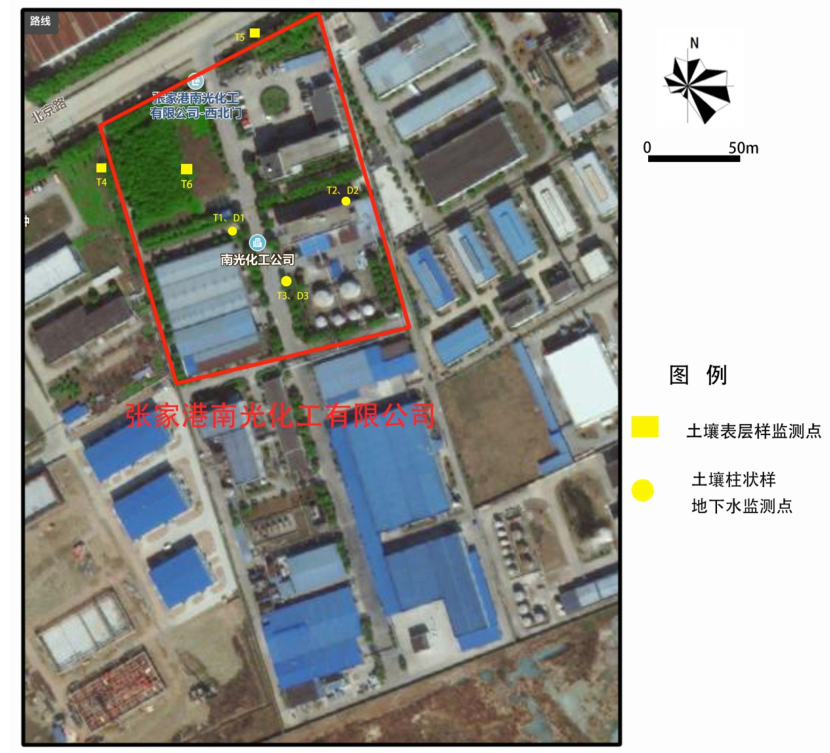 路线
T5
N
北京路
张家港南光化工
有限公司-西北门
0 50m
T4
T6
T2、D2
T1、D1
南光化工公司
T3、D3
图 例
张家港南光化工有限公司
土壤表层样监测点
土壤柱状样
地下水监测点